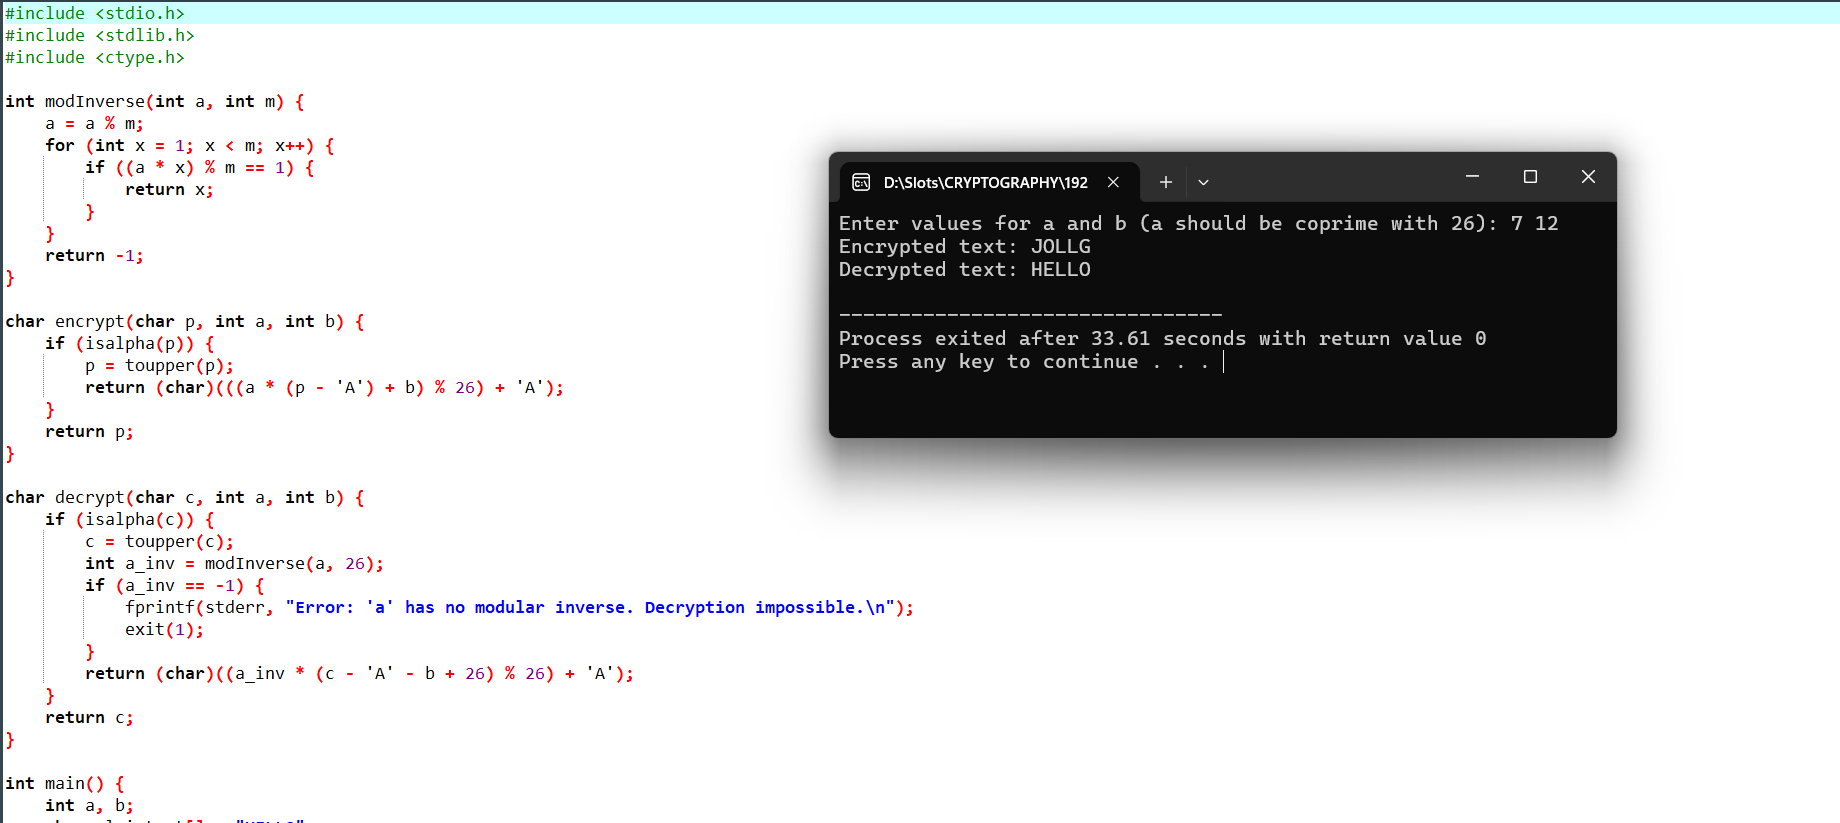 #include <stdio.h>
#include <stdlib.h>
#include <ctype.h>
int modInverse(int a, int m) {
    a = a % m;
    for (int x = 1; x < m; x++) {
        if ((a * x) % m == 1) {
            return x;
        }
    }
    return -1;
}
char encrypt(char p, int a, int b) {
    if (isalpha(p)) {
        p = toupper(p);
        return (char)(((a * (p - 'A') + b) % 26) + 'A');
    }
    return p;
}
char decrypt(char c, int a, int b) {
    if (isalpha(c)) {
        c = toupper(c);
        int a_inv = modInverse(a, 26);
        if (a_inv == -1) {
            fprintf(stderr, "Error: 'a' has no modular inverse. Decryption impossible.\n");
            exit(1);
        }
        return (char)((a_inv * (c - 'A' - b + 26) % 26) + 'A');
    }
    return c;
}
int main() {
    int a, b;
D:\Slots\CRYPTOGRAPHY\192
Enter values for a and b (a should be coprime with 26): 7 12
Encrypted text: JOLLG
Decrypted text: HELLO
--------------------------------
Process exited after 33.61 seconds with return value 0
Press any key to continue . . .